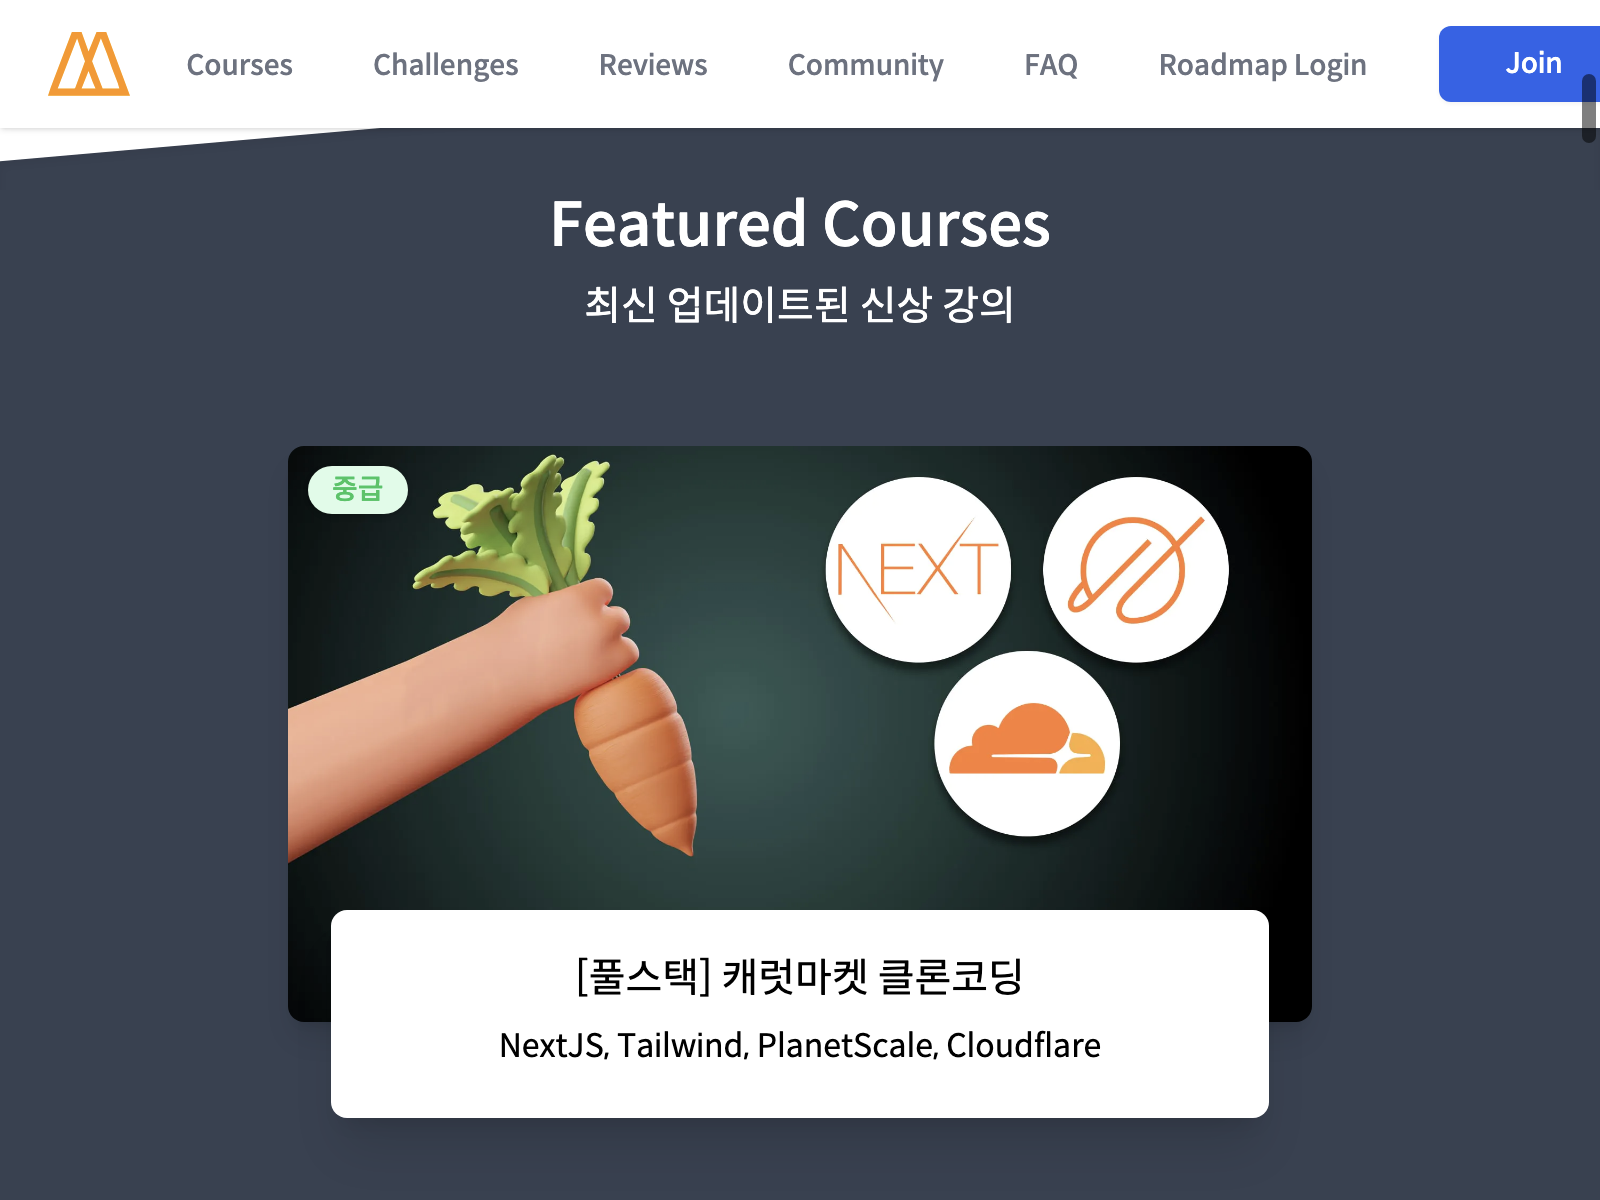 Courses Challenges Reviews Community FAQ Roadmap Login Join
Featured Courses
최신 업데이트된 신상 강의
중급
NEXT
[풀스택] 캐럿마켓 클론코딩
NextJS, Tailwind, PlanetScale, Cloudflare